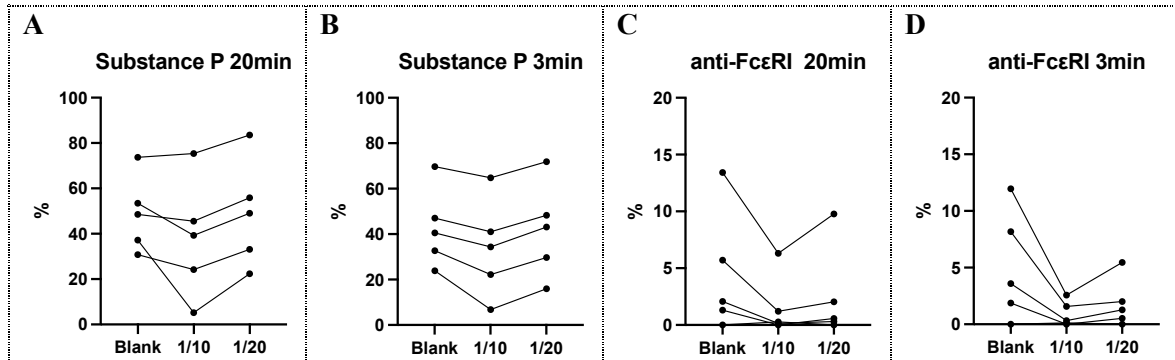 A
Substance P 20min
100
80
60
40
20
0
%
Blank 1/10 1/20
B
Substance P 3min
100
80
60
40
20
0
%
Blank 1/10 1/20
C
anti-FcεRI 20min
20
15
10
5
0
%
Blank 1/10 1/20
D
anti-FcεRI 3min
20
15
10
5
0
%
Blank 1/10 1/20